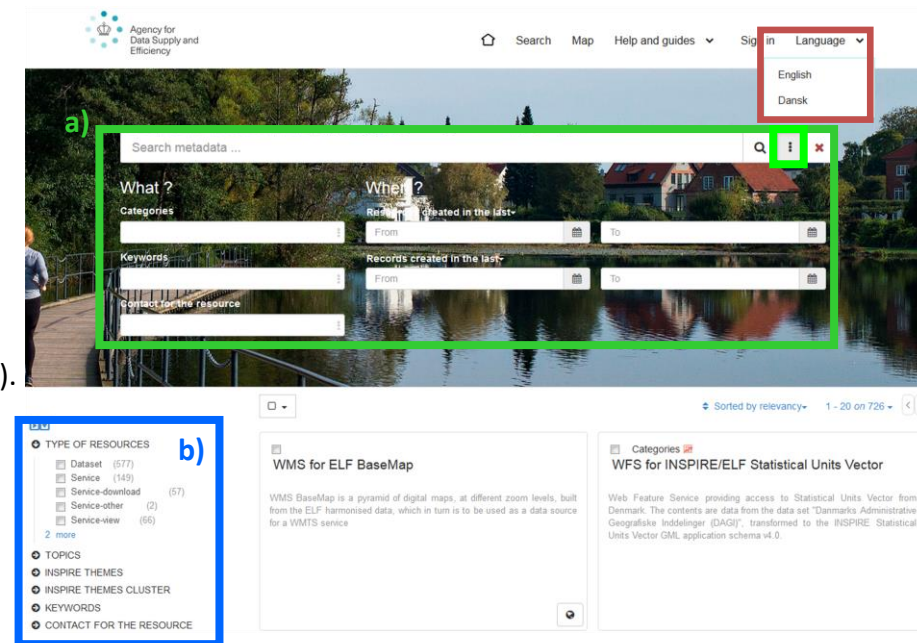 Agency for
Data Supply and
Efficiency
Search Map Help and guides Sign in Language
English
Dansk
a)
Search metadata ...
What ? When ?
Categories Resources created in the last
From To
Keywords Records created in the last
From To
Contact for the resource
).
Sorted by relevancy 1 - 20 on 726
b)
TYPE OF RESOURCES
Dataset (577)
Service (149)
Service-download (57)
Service-other (2)
Service-view (66)
2 more
TOPICS
INSPIRE THEMES
INSPIRE THEMES CLUSTER
KEYWORDS
CONTACT FOR THE RESOURCE
WMS for ELF BaseMap
WMS BaseMap is a pyramid of digital maps, at different zoom levels, built
from the ELF harmonised data, which in turn is to be used as a data source
for a WMTS service
Categories
WFS for INSPIRE/ELF Statistical Units Vector
Web Feature Service providing access to Statistical Units Vector from
Denmark. The contents are data from the data set "Danmarks Administrative
Geografiske Inddelinger (DAGI)", transformed to the INSPIRE Statistical
Units Vector GML application schema v4.0.